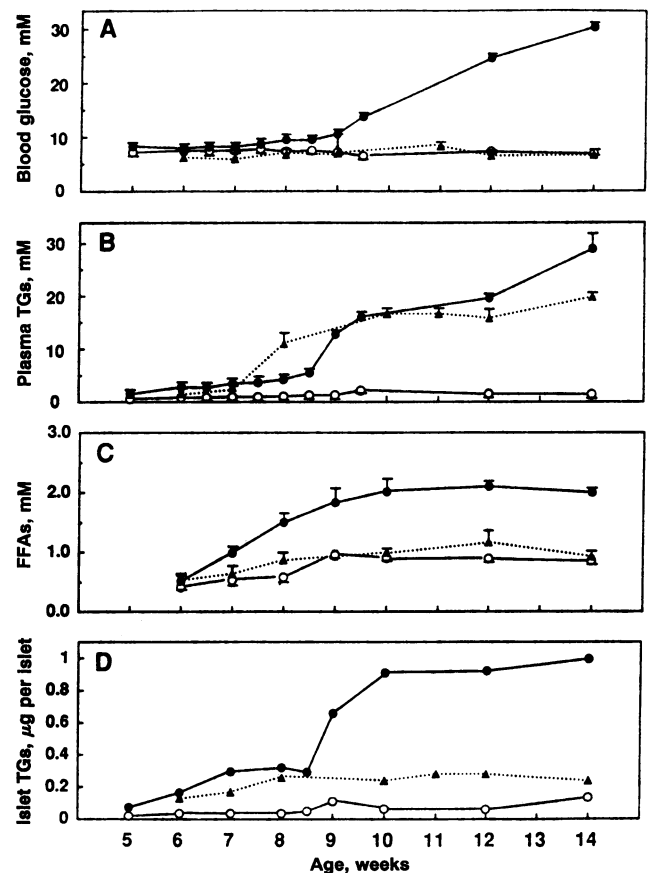 A
Blood glucose, mM
30
20
10
0
B
Plasma TGs, mM
30
20
10
0
C
FFAs, mM
3.0
2.0
1.0
0.0
D
Islet TGs, μg per islet
1
0.8
0.6
0.4
0.2
0
5 6 7 8 9 10 11 12 13 14
Age, weeks